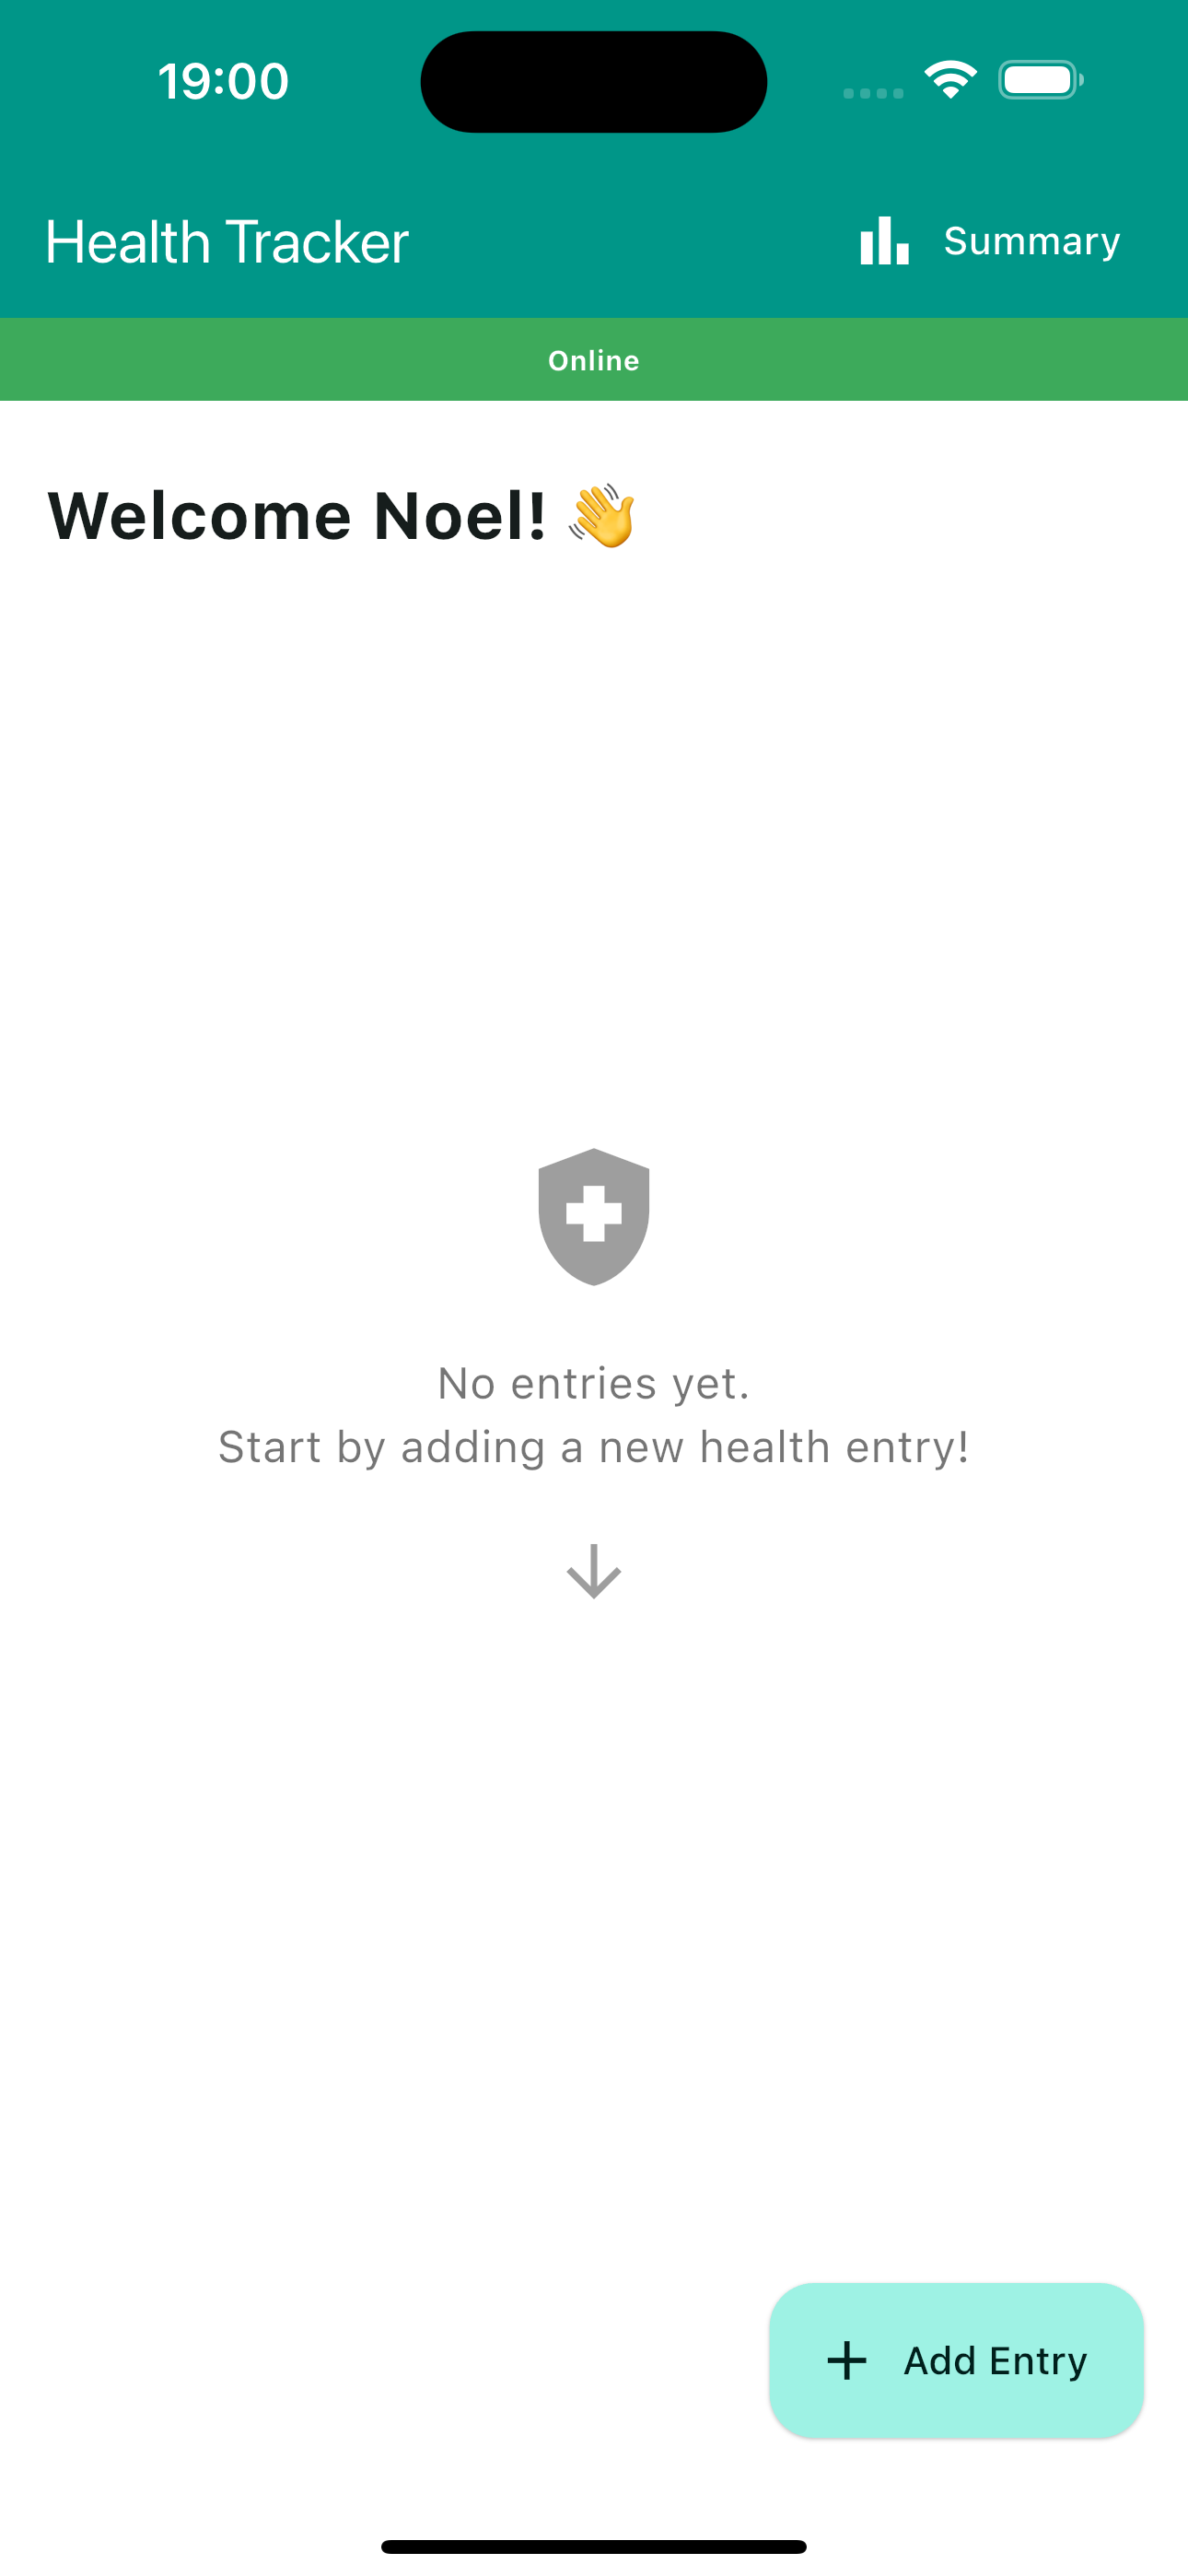 19:00
Health Tracker
Summary
Online
Welcome Noel! 👋
No entries yet.
Start by adding a new health entry!
Add Entry